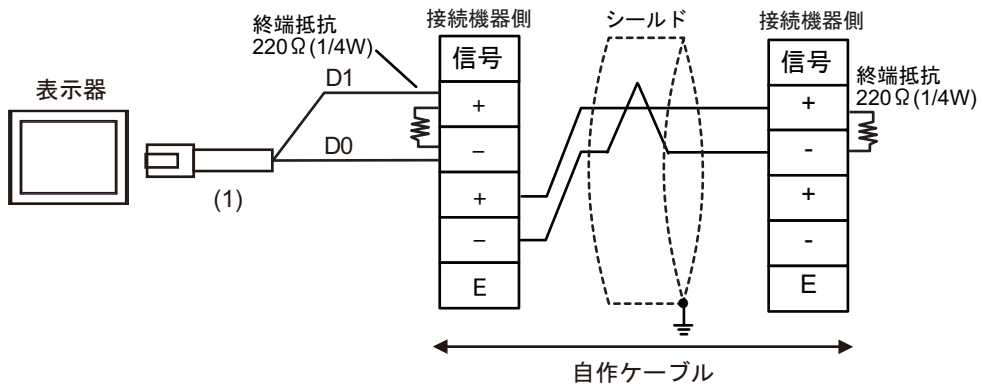 表示器
(1)
終端抵抗
220Ω(1/4W)
D1
D0
接続機器側
信号
+
−
+
−
E
シールド
接続機器側
信号
+
-
+
-
E
終端抵抗
220Ω(1/4W)
自作ケーブル